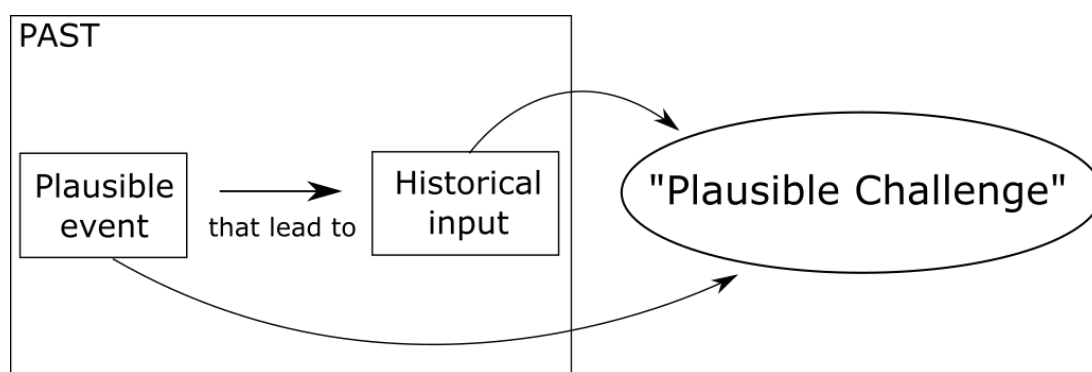 PAST
Plausible
event
that lead to
Historical
input
"Plausible Challenge"